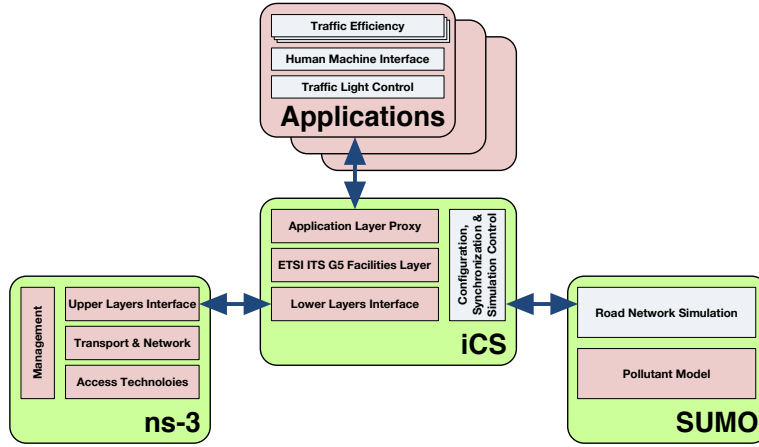 Traffic Efficiency
Human Machine Interface
Traffic Light Control
Applications
Application Layer Proxy
ETSI ITS G5 Facilities Layer
Lower Layers Interface
Configuration,
Synchronization &
Simulation Control
iCS
Management
Upper Layers Interface
Transport & Network
Access Technoloies
ns-3
Road Network Simulation
Pollutant Model
SUMO